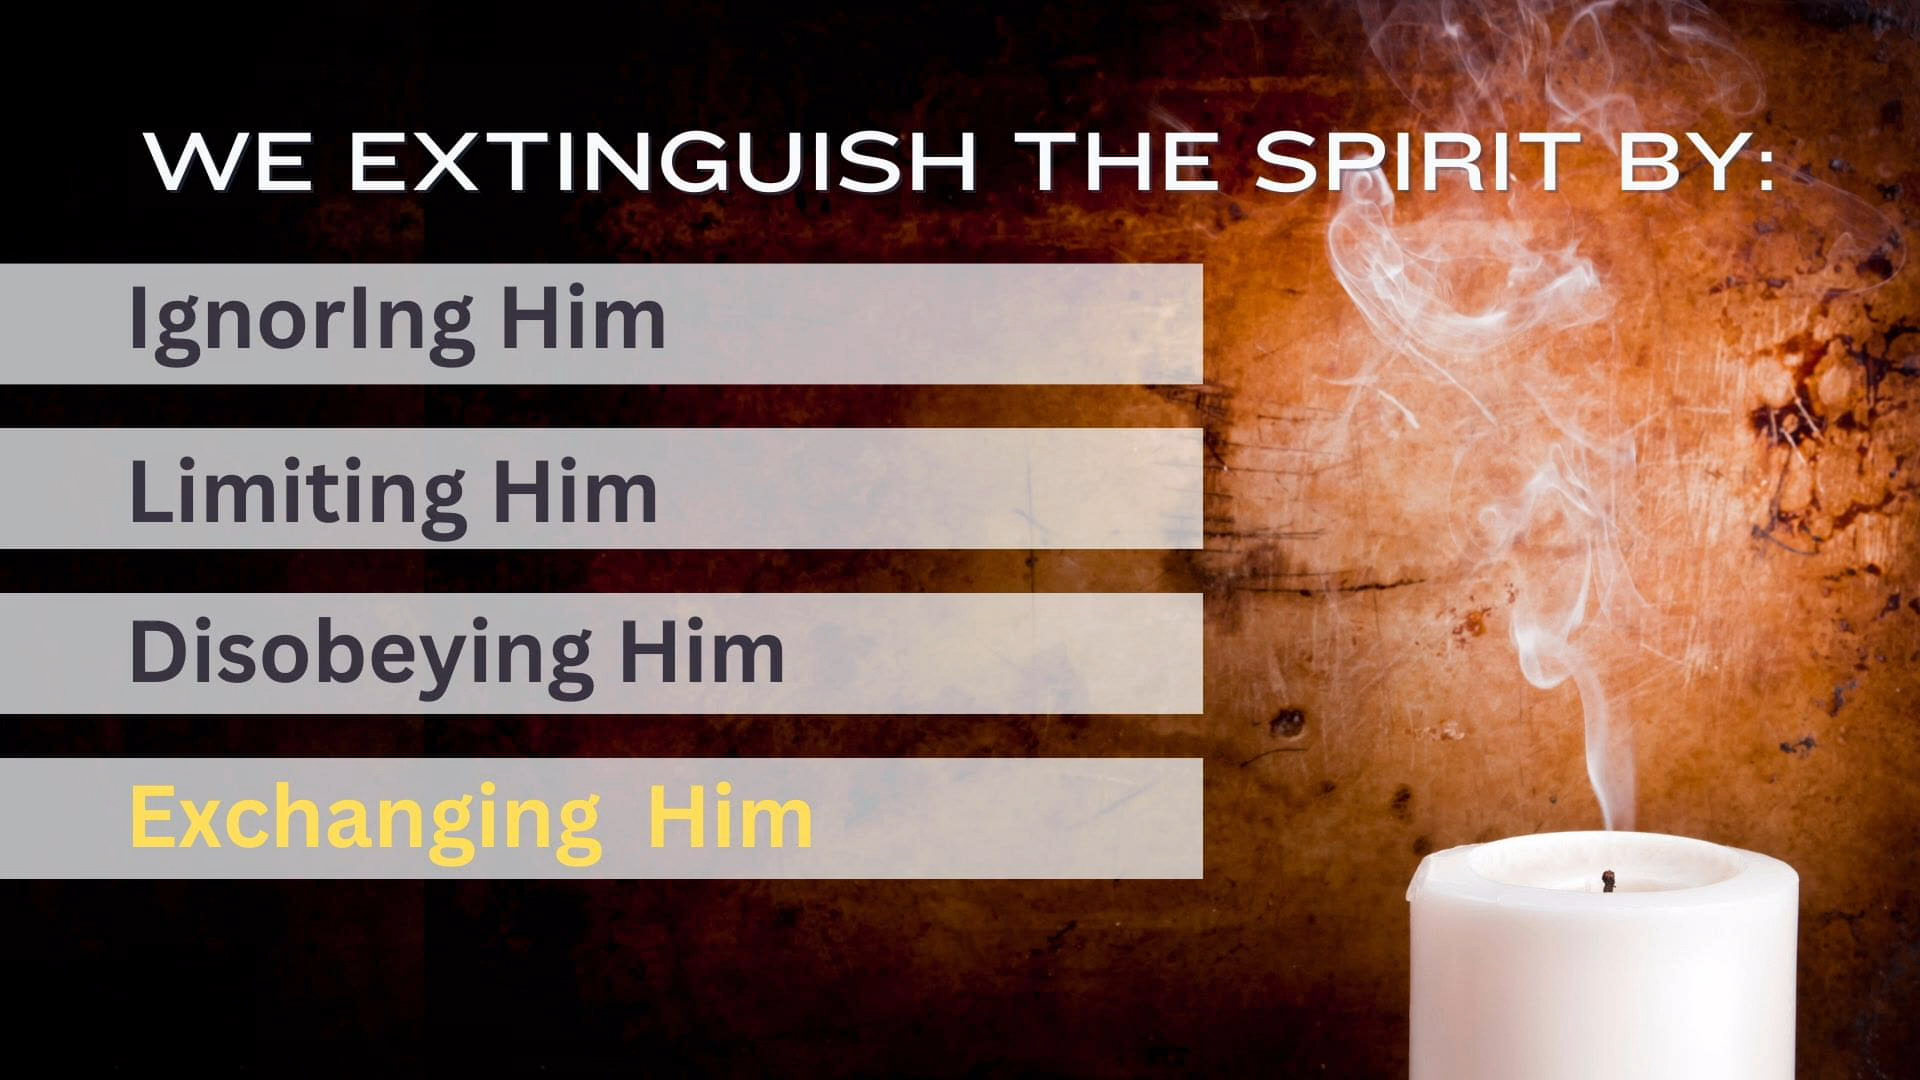 WE EXTINGUISH THE SPIRIT BY:
IgnorIng Him
Limiting Him
Disobeying Him
Exchanging  Him